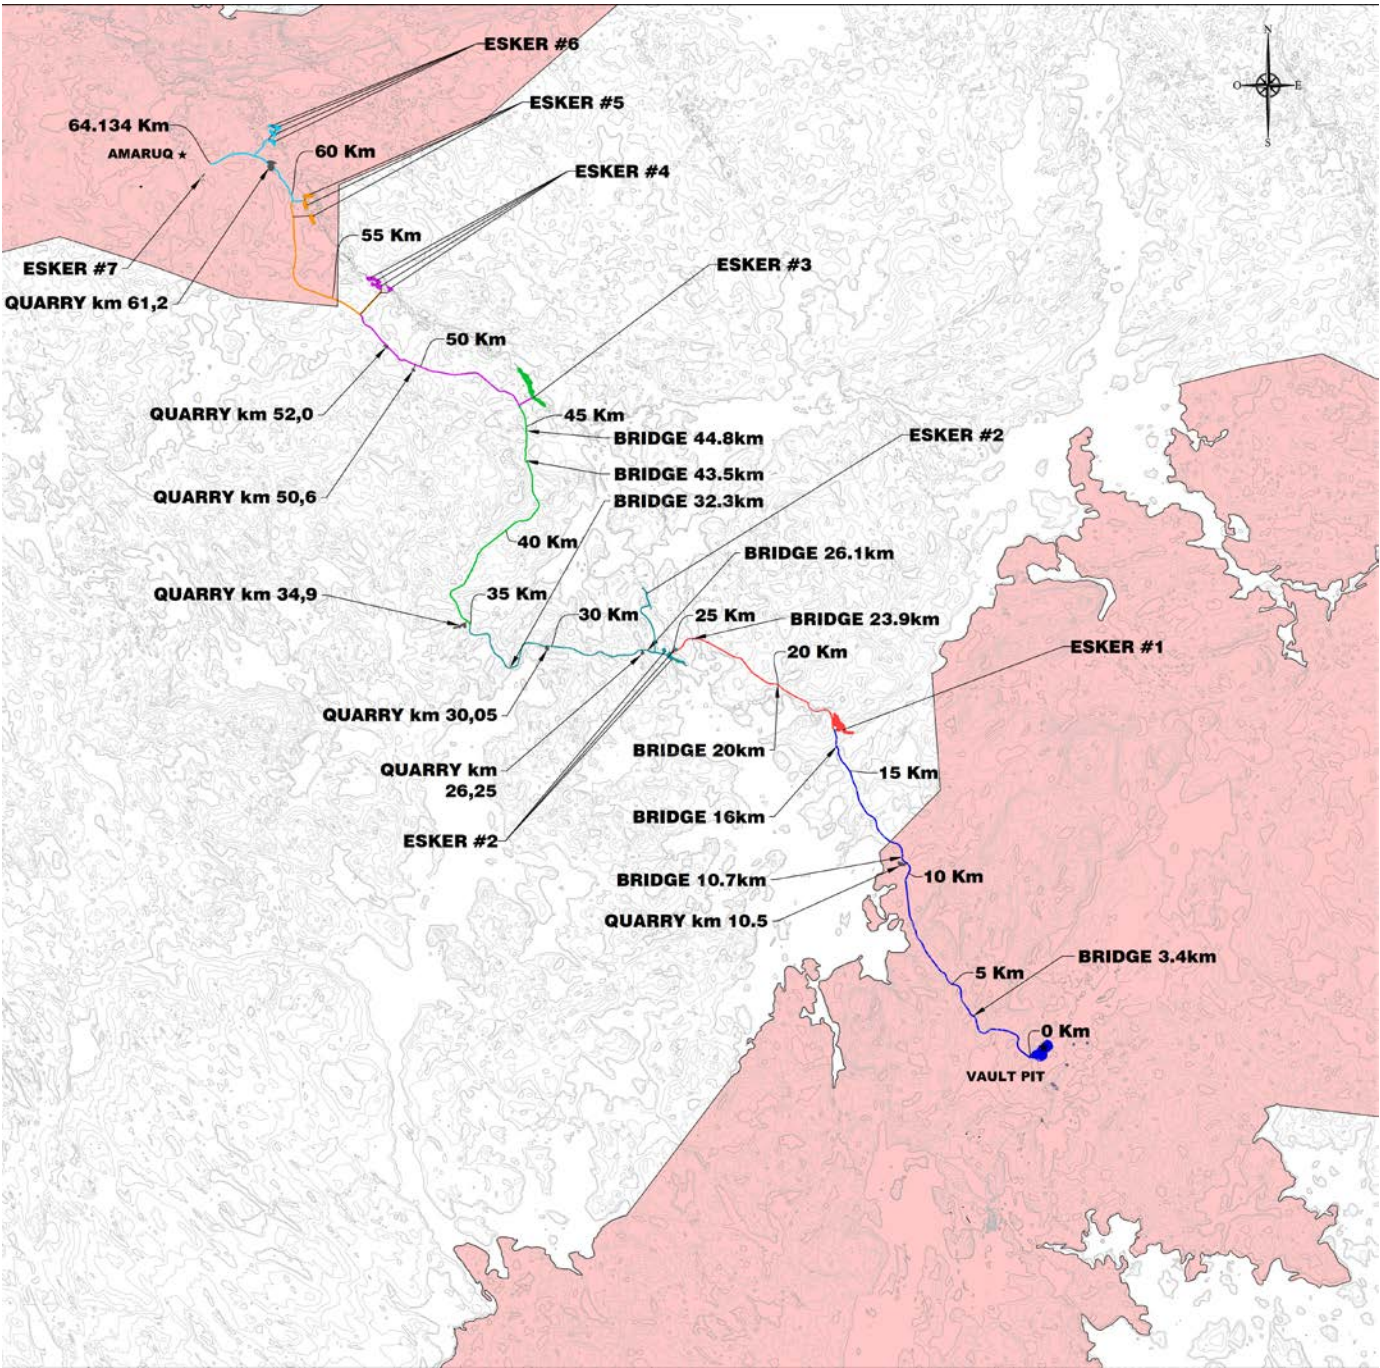 N
O
E
S
ESKER #6
ESKER #5
64.134 Km
AMARUQ
60 Km
ESKER #4
55 Km
ESKER #7
ESKER #3
QUARRY km 61,2
50 Km
QUARRY km 52,0
45 Km
BRIDGE 44.8km
ESKER #2
BRIDGE 43.5km
QUARRY km 50,6
BRIDGE 32.3km
40 Km
BRIDGE 26.1km
QUARRY km 34,9
35 Km
30 Km
25 Km
BRIDGE 23.9km
ESKER #1
20 Km
QUARRY km 30,05
BRIDGE 20km
QUARRY km
26,25
15 Km
BRIDGE 16km
ESKER #2
BRIDGE 10.7km
10 Km
QUARRY km 10.5
BRIDGE 3.4km
5 Km
0 Km
VAULT PIT